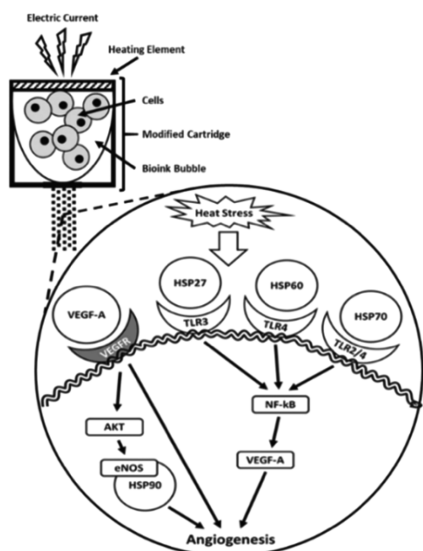 Electric Current
Heating Element
Cells
Modified Cartridge
Bioink Bubble
Heat Stress
HSP27
HSP60
HSP70
VEGF-A
TLR3
TLR4
TLR2/4
VEGFR
NF-kB
AKT
VEGF-A
eNOS
HSP90
Angiogenesis